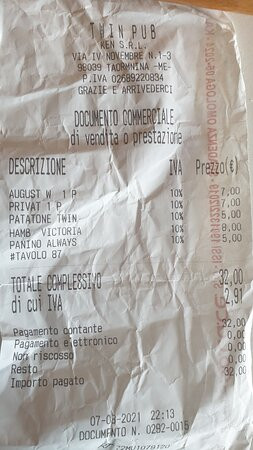 TWIN PUB
KEN S.R.L.
VIA IV NOVEMBRE N.1-3
98039 TAORMNINA -ME-
P.IVA 02689220834
GRAZIE E ARRIVEDERCI
DOCUMENTO COMMERCIALE
di vendita o prestazione
DESCRIZIONE IVA Prezzo(€)
AUGUST W 1 P 10% 7,00
PRIVAT 1 P 10% 7,00
PATATONE TWIN 10% 5,00
HAMB VICTORIA 10% 8,00
PANINO ALWAYS 10% 5,00
#TAVOLO 87
TOTALE COMPLESSIVO 32,00
di cui IVA 2,91
Pagamento contante 32,00
Pagamento elettronico 0,00
Non riscosso 0,00
Resto 0,00
Importo pagato 32,00
07-08-2021 22:13
DOCUMENTO N. 0282-0015